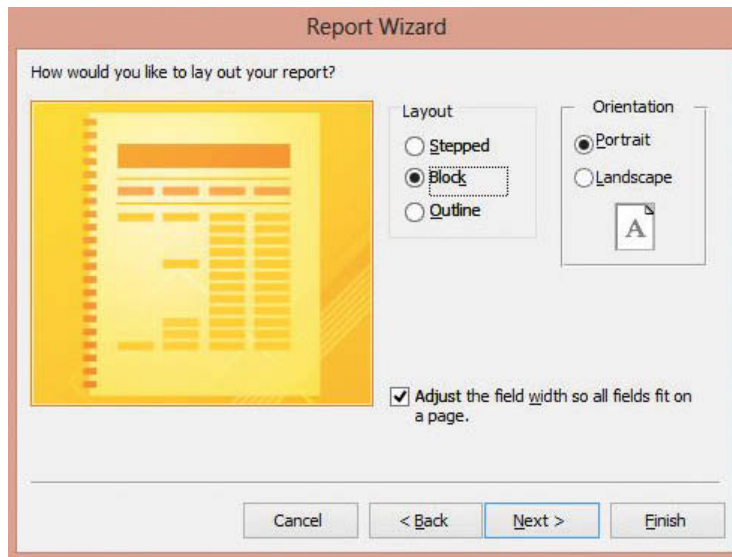 Report Wizard
How would you like to lay out your report?
Layout
Stepped
Block
Outline
Orientation
Portrait
Landscape
A
Adjust the field width so all fields fit on
a page.
Cancel
< Back
Next >
Finish